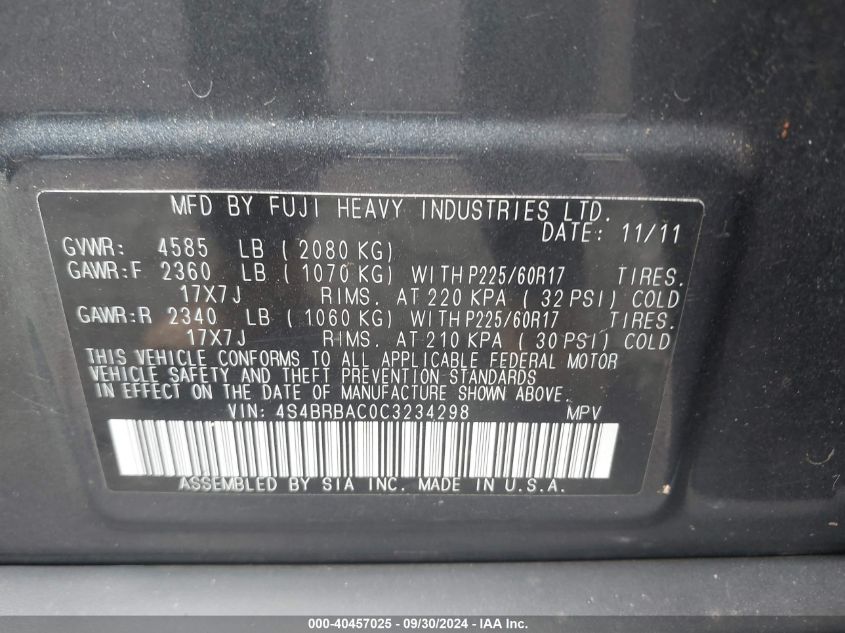 MFD BY FUJI HEAVY INDUSTRIES LTD.
DATE: 11/11
GVWR: 4585 LB ( 2080 KG)
GAWR:F 2360 LB ( 1070 KG) WITH P225/60R17 TIRES.
17X7J RIMS. AT 220 KPA ( 32 PSI) COLD
GAWR:R 2340 LB ( 1060 KG) WITH P225/60R17 TIRES.
17X7J RIMS. AT 210 KPA ( 30 PSI) COLD
THIS VEHICLE CONFORMS TO ALL APPLICABLE FEDERAL MOTOR
VEHICLE SAFETY AND THEFT PREVENTION STANDARDS
IN EFFECT ON THE DATE OF MANUFACTURE SHOWN ABOVE.
VIN: 4S4BRBAC0C3234298 MPV
ASSEMBLED BY SIA INC. MADE IN U.S.A.
000-40457025 - 09/30/2024 - IAA Inc.